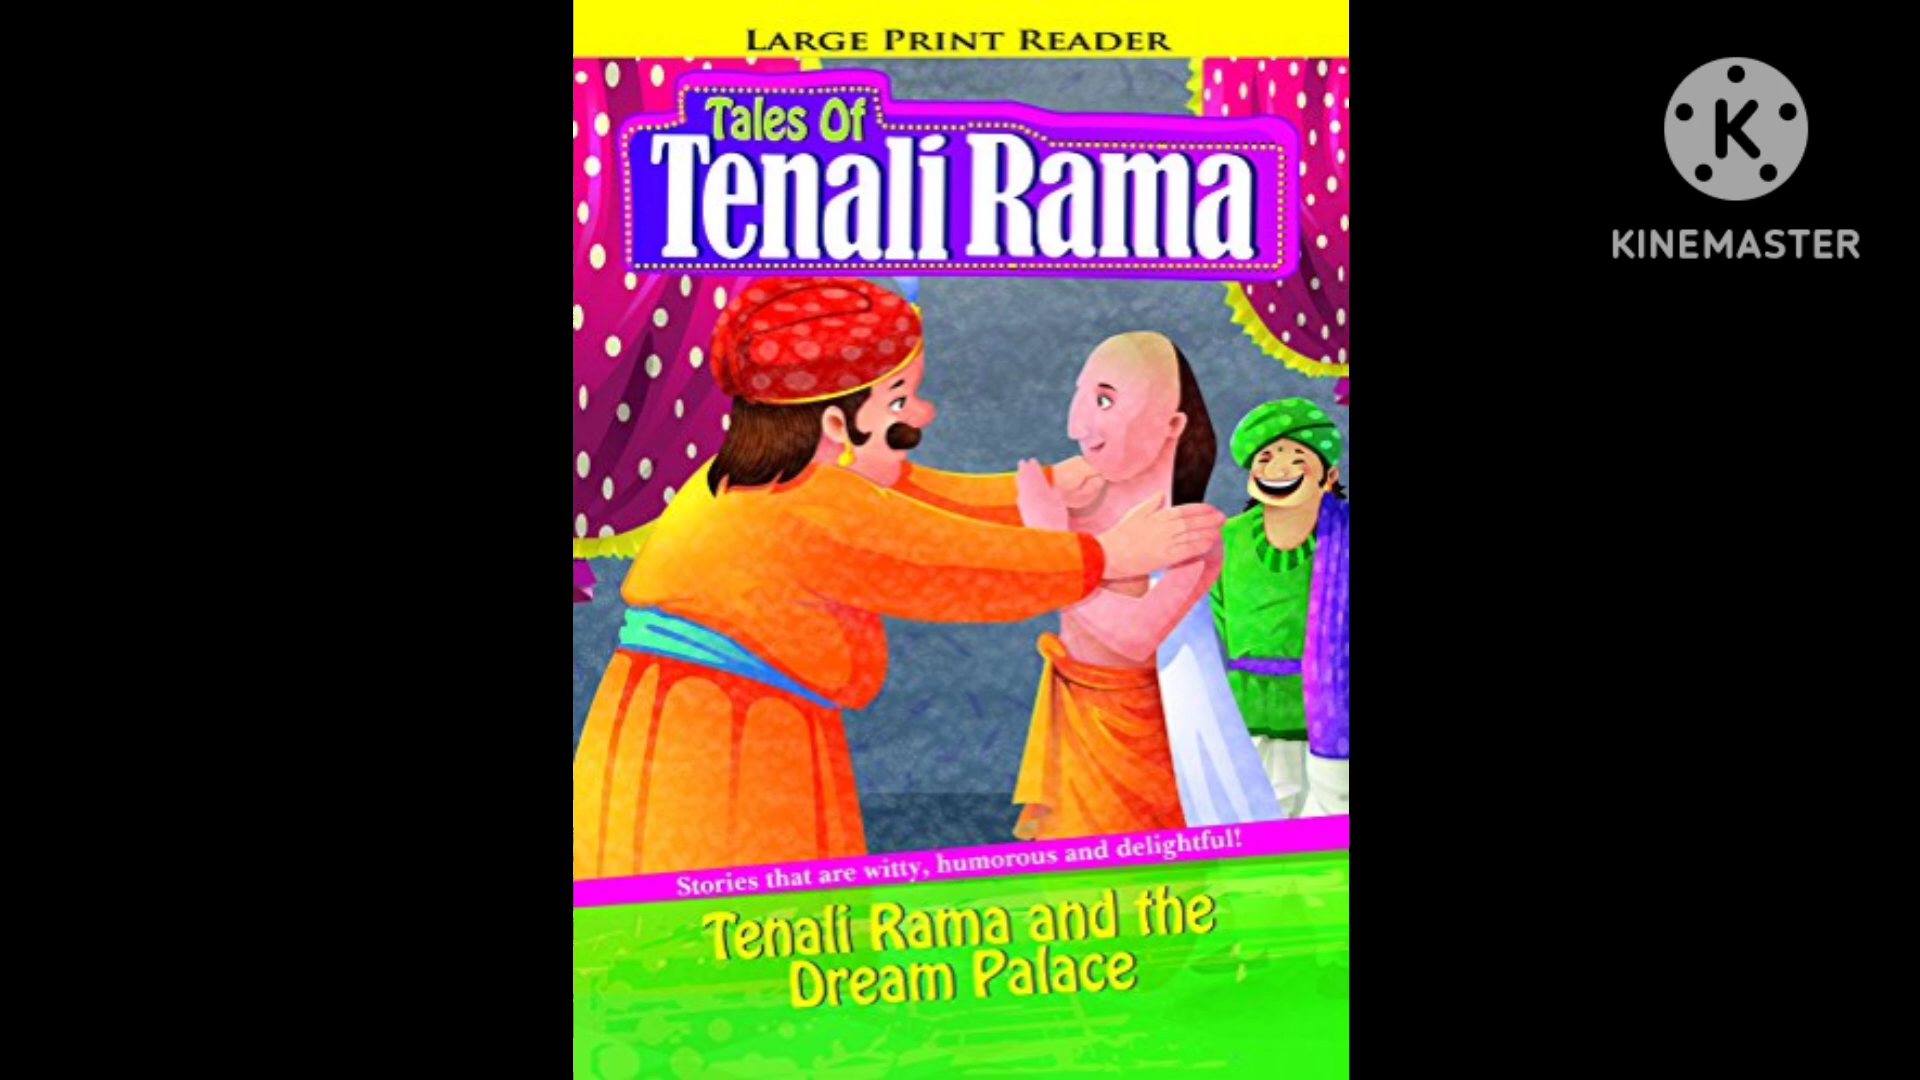 LARGE PRINT READER
Tales Of
Tenali Rama
K
KINEMASTER
Stories that are witty, humorous and delightful!
Tenali Rama and the
Dream Palace